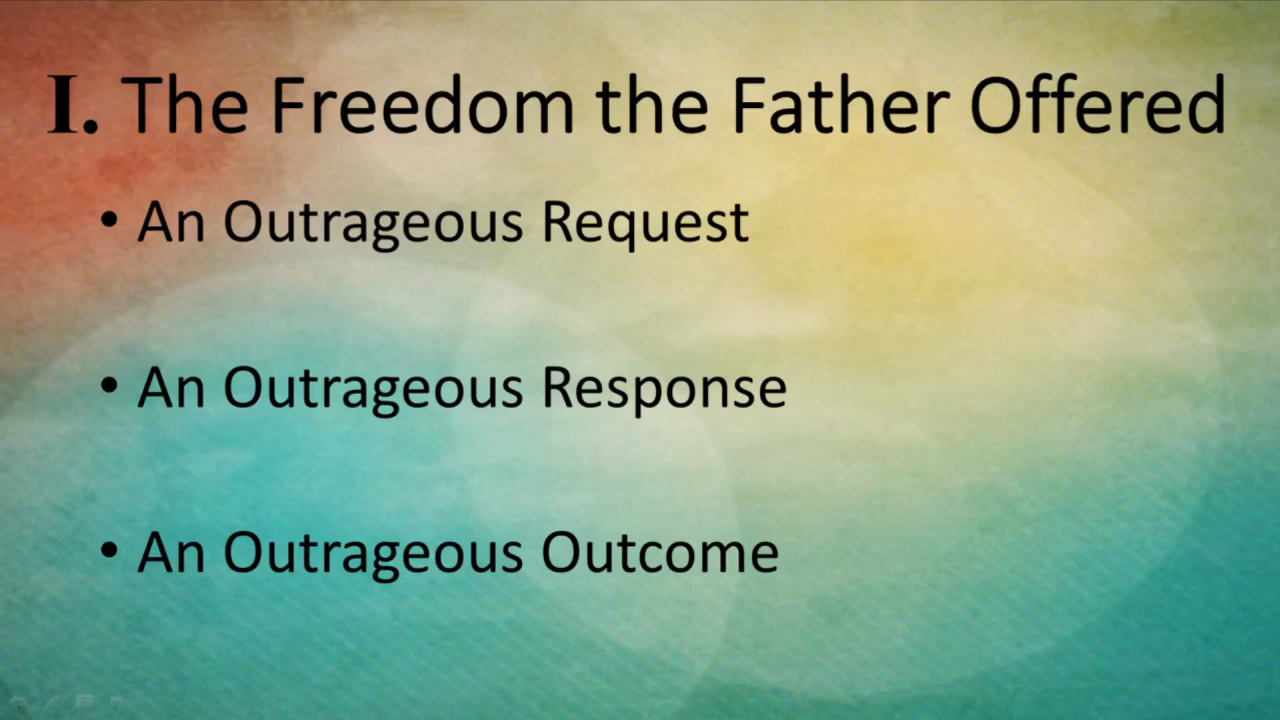 I. The Freedom the Father Offered
• An Outrageous Request
• An Outrageous Response
• An Outrageous Outcome